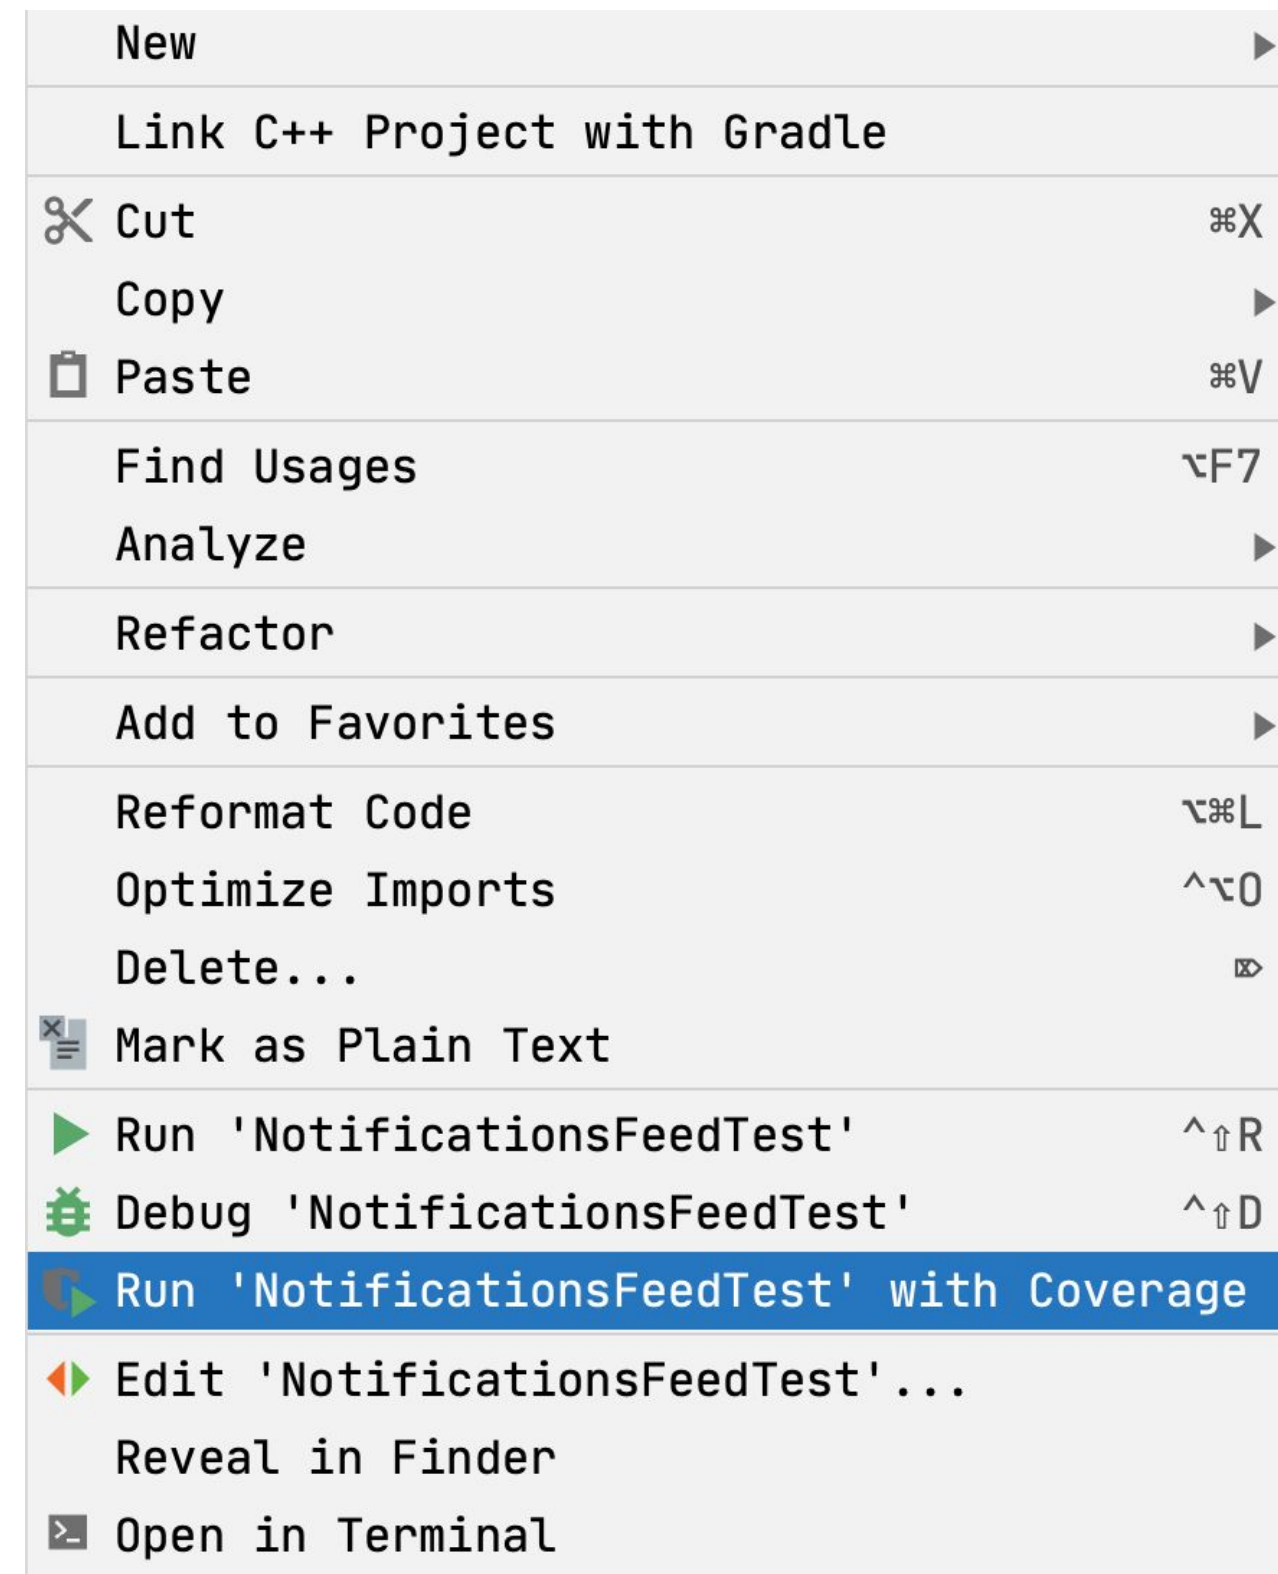 New
Link C++ Project with Gradle
Cut ⌘X
Copy
Paste ⌘V
Find Usages ⌥F7
Analyze
Refactor
Add to Favorites
Reformat Code ⌥⌘L
Optimize Imports ^⌥O
Delete... ⌦
Mark as Plain Text
Run 'NotificationsFeedTest' ^⇧R
Debug 'NotificationsFeedTest' ^⇧D
Run 'NotificationsFeedTest' with Coverage
Edit 'NotificationsFeedTest'...
Reveal in Finder
Open in Terminal